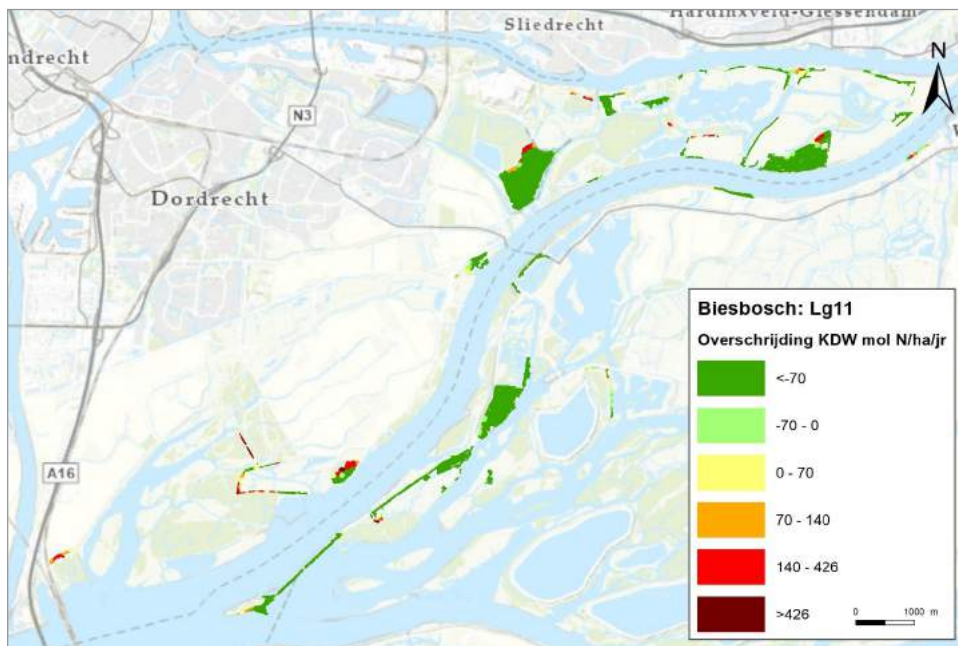 Sliedrecht
Hardinxveld-Giessendam
ndrecht
N
N3
Dordrecht
A16
Biesbosch: Lg11
Overschrijding KDW mol N/ha/jr
<-70
-70 - 0
0 - 70
70 - 140
140 - 426
>426
0 1000 m